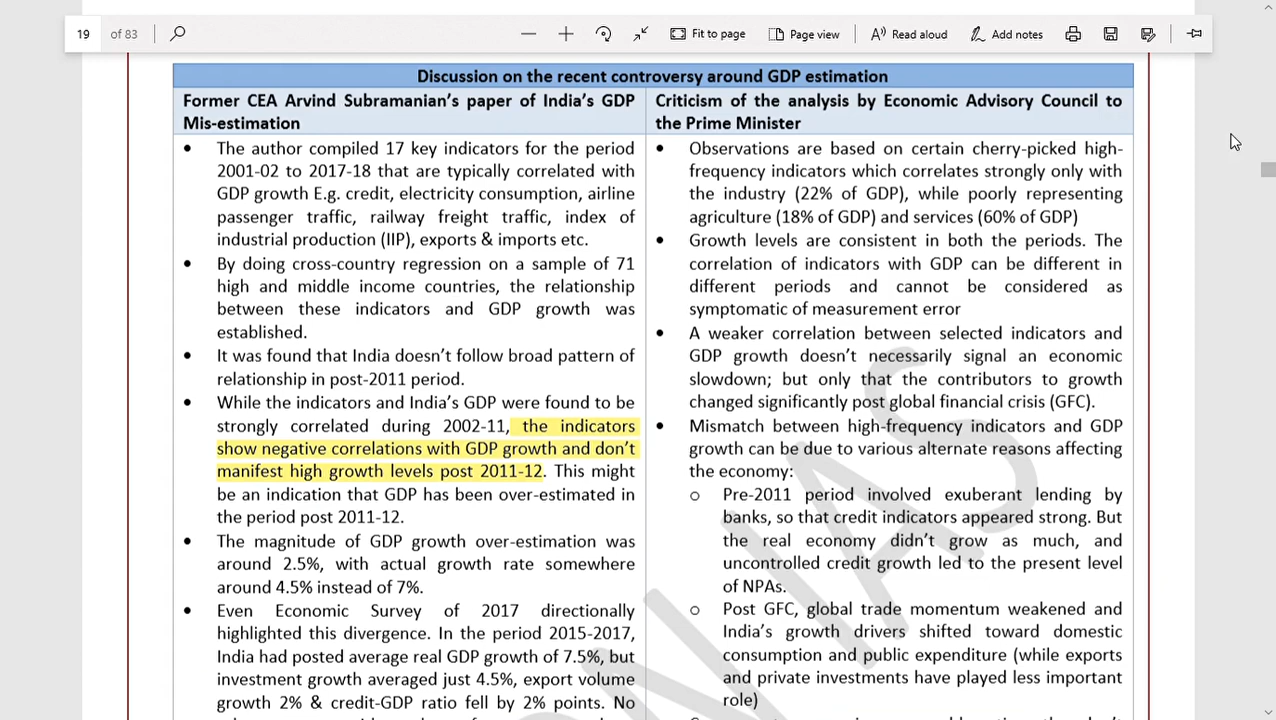 19 of 83 Fit to page Page view Read aloud Add notes
Discussion on the recent controversy around GDP estimation
Former CEA Arvind Subramanian's paper of India's GDP
Mis-estimation
The author compiled 17 key indicators for the period
2001-02 to 2017-18 that are typically correlated with
GDP growth E.g. credit, electricity consumption, airline
passenger traffic, railway freight traffic, index of
industrial production (IIP), exports & imports etc.
By doing cross-country regression on a sample of 71
high and middle income countries, the relationship
between these indicators and GDP growth was
established.
It was found that India doesn't follow broad pattern of
relationship in post-2011 period.
While the indicators and India's GDP were found to be
strongly correlated during 2002-11, the indicators
show negative correlations with GDP growth and don't
manifest high growth levels post 2011-12. This might
be an indication that GDP has been over-estimated in
the period post 2011-12.
The magnitude of GDP growth over-estimation was
around 2.5%, with actual growth rate somewhere
around 4.5% instead of 7%.
Even Economic Survey of 2017 directionally
highlighted this divergence. In the period 2015-2017,
India had posted average real GDP growth of 7.5%, but
investment growth averaged just 4.5%, export volume
growth 2% & credit-GDP ratio fell by 2% points. No
Criticism of the analysis by Economic Advisory Council to
the Prime Minister
Observations are based on certain cherry-picked high-
frequency indicators which correlates strongly only with
the industry (22% of GDP), while poorly representing
agriculture (18% of GDP) and services (60% of GDP)
Growth levels are consistent in both the periods. The
correlation of indicators with GDP can be different in
different periods and cannot be considered as
symptomatic of measurement error
A weaker correlation between selected indicators and
GDP growth doesn't necessarily signal an economic
slowdown; but only that the contributors to growth
changed significantly post global financial crisis (GFC).
Mismatch between high-frequency indicators and GDP
growth can be due to various alternate reasons affecting
the economy:
Pre-2011 period involved exuberant lending by
banks, so that credit indicators appeared strong. But
the real economy didn't grow as much, and
uncontrolled credit growth led to the present level
of NPAs.
Post GFC, global trade momentum weakened and
India's growth drivers shifted toward domestic
consumption and public expenditure (while exports
and private investments have played less important
role)